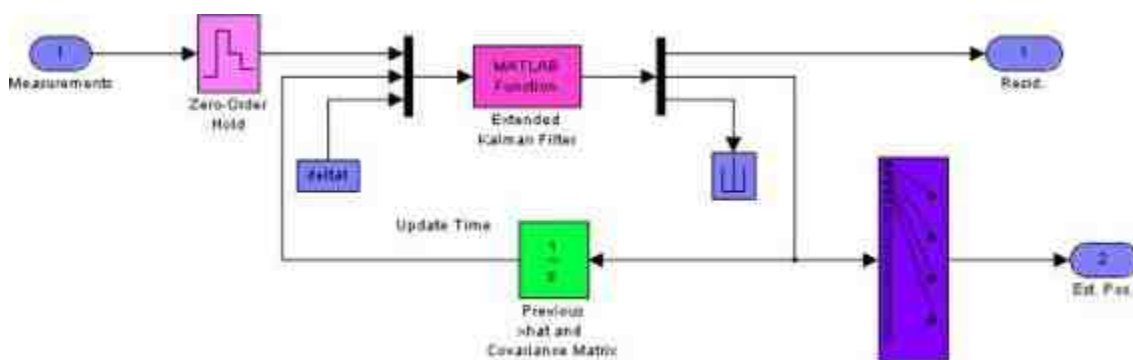 1
Measurements
Zero-Order
Hold
MATLAB
Function
Extended
Kalman Filter
1
Resid.
deltat
Update Time
1
Previous
xhat and
Covariance Matrix
2
Est. Pos.